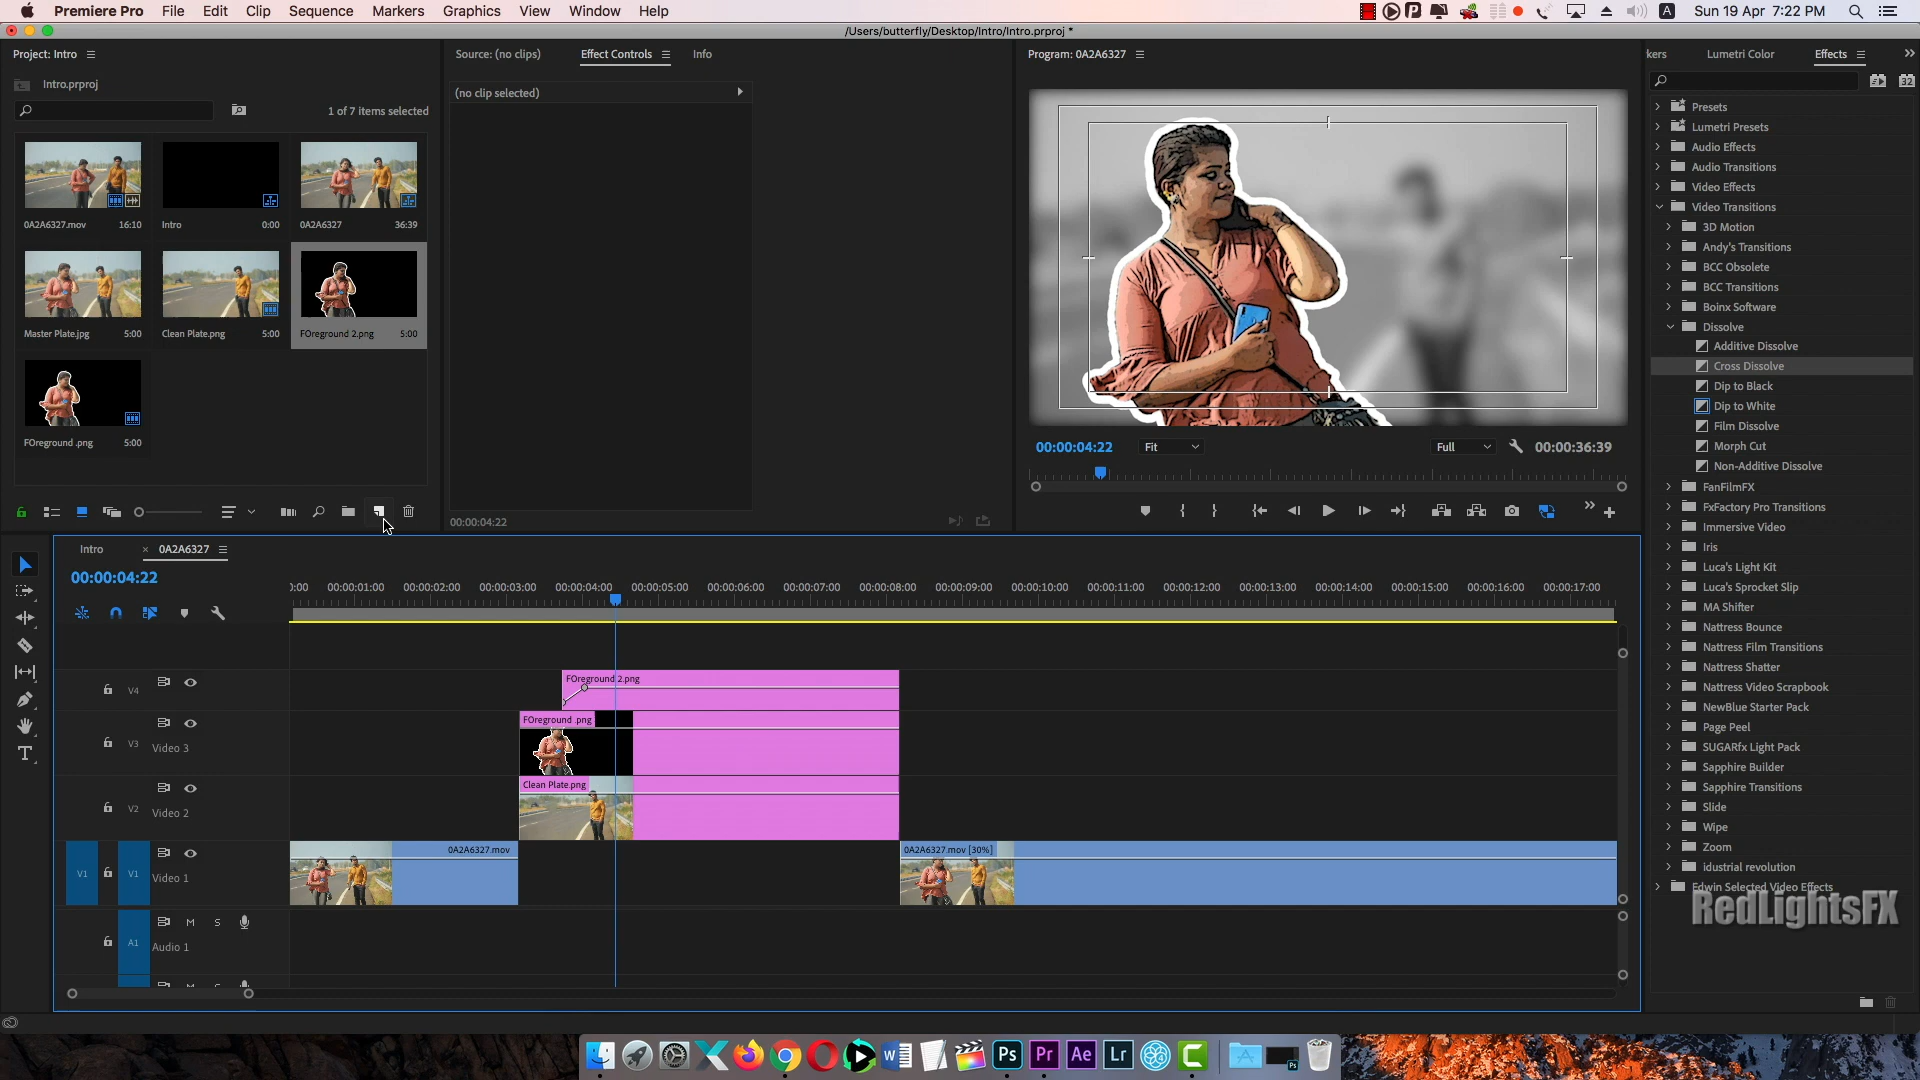 Premiere Pro File Edit Clip Sequence Markers Graphics View Window Help
A Sun 19 Apr 7:22 PM
/Users/butterfly/Desktop/Intro/Intro.prproj *
Project: Intro
Source: (no clips) Effect Controls Info
Program: 0A2A6327
kers Lumetri Color Effects
Intro.prproj
1 of 7 items selected
(no clip selected)
0A2A6327.mov 16:10
Intro 0:00
0A2A6327 36:39
Master Plate.jpg 5:00
Clean Plate.png 5:00
FOreground 2.png 5:00
FOreground .png 5:00
00:00:04:22
00:00:04:22 Fit Full 00:00:36:39
32
Presets
Lumetri Presets
Audio Effects
Audio Transitions
Video Effects
Video Transitions
3D Motion
Andy's Transitions
BCC Obsolete
BCC Transitions
Boinx Software
Dissolve
Additive Dissolve
Cross Dissolve
Dip to Black
Dip to White
Film Dissolve
Morph Cut
Non-Additive Dissolve
FanFilmFX
FxFactory Pro Transitions
Immersive Video
Iris
Luca's Light Kit
Luca's Sprocket Slip
MA Shifter
Nattress Bounce
Nattress Film Transitions
Nattress Shatter
Nattress Video Scrapbook
NewBlue Starter Pack
Page Peel
SUGARfx Light Pack
Sapphire Builder
Sapphire Transitions
Slide
Wipe
Zoom
idustrial revolution
Edwin Selected Video Effects
RedLightsFX
Intro × 0A2A6327
00:00:04:22
):00 00:00:01:00 00:00:02:00 00:00:03:00 00:00:04:00 00:00:05:00 00:00:06:00 00:00:07:00 00:00:08:00 00:00:09:00 00:00:10:00 00:00:11:00 00:00:12:00 00:00:13:00 00:00:14:00 00:00:15:00 00:00:16:00 00:00:17:00
V4 FOreground 2.png
V3 Video 3 FOreground .png
V2 Video 2 Clean Plate.png
V1 V1 Video 1 0A2A6327.mov 0A2A6327.mov [30%]
A1 M S Audio 1
M S
T
W Ps Pr Ae Lr C